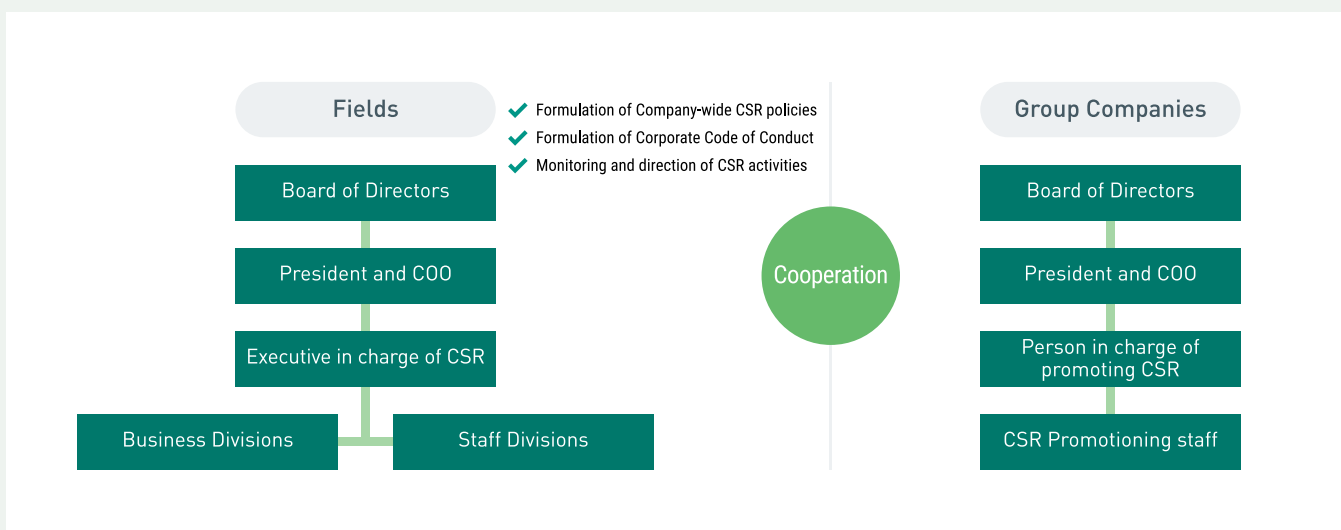 Fields
Formulation of Company-wide CSR policies
Formulation of Corporate Code of Conduct
Monitoring and direction of CSR activities
Board of Directors
President and COO
Executive in charge of CSR
Business Divisions
Staff Divisions
Cooperation
Group Companies
Board of Directors
President and COO
Person in charge of
promoting CSR
CSR Promotioning staff